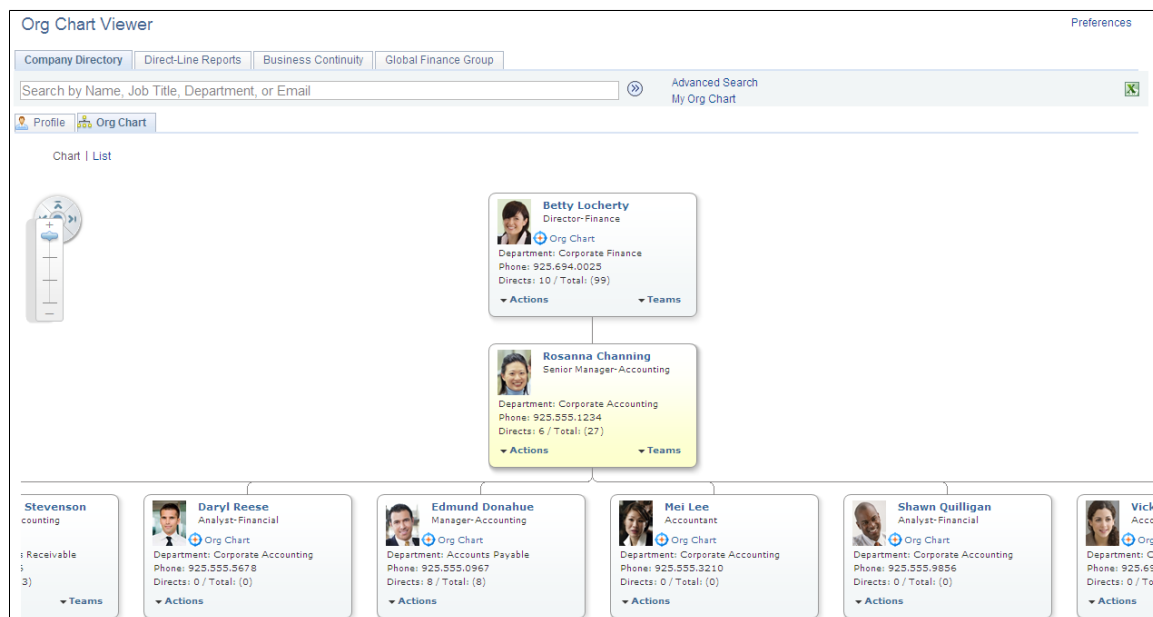 Org Chart Viewer
Preferences
Company Directory
Direct-Line Reports
Business Continuity
Global Finance Group
Search by Name, Job Title, Department, or Email
Advanced Search
My Org Chart
Profile
Org Chart
Chart | List
Betty Locherty
Director-Finance
Org Chart
Department: Corporate Finance
Phone: 925.694.0025
Directs: 10 / Total: (99)
Actions
Teams
Rosanna Channing
Senior Manager-Accounting
Department: Corporate Accounting
Phone: 925.555.1234
Directs: 6 / Total: (27)
Actions
Teams
Stevenson
counting
s Receivable
3)
Teams
Daryl Reese
Analyst-Financial
Org Chart
Department: Corporate Accounting
Phone: 925.555.5678
Directs: 0 / Total: (0)
Actions
Edmund Donahue
Manager-Accounting
Org Chart
Department: Accounts Payable
Phone: 925.555.0967
Directs: 8 / Total: (8)
Actions
Mei Lee
Accountant
Org Chart
Department: Corporate Accounting
Phone: 925.555.3210
Directs: 0 / Total: (0)
Actions
Shawn Quilligan
Analyst-Financial
Org Chart
Department: Corporate Accounting
Phone: 925.555.9856
Directs: 0 / Total: (0)
Actions
Vick
Acco
Org
Department: C
Phone: 925.69
Directs: 0 / To
Actions